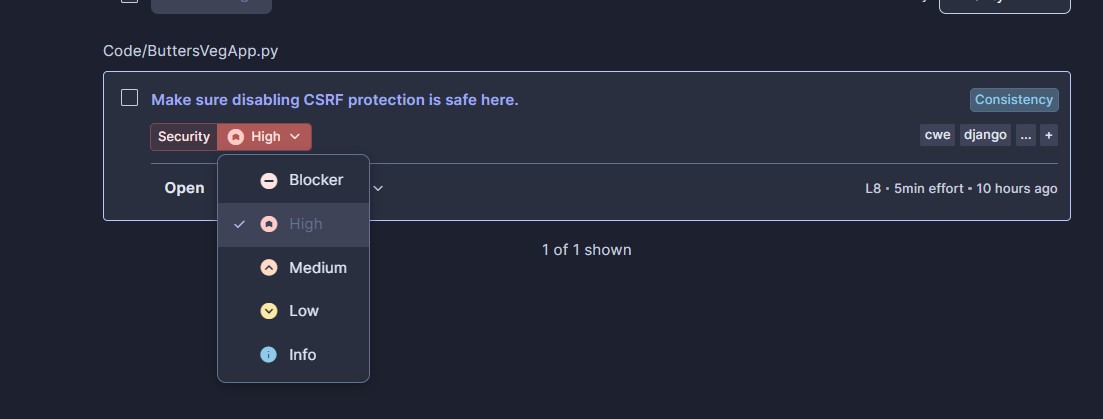 Code/ButtersVegApp.py
Make sure disabling CSRF protection is safe here.
Consistency
Security High
cwe django ... +
Open
L8 • 5min effort • 10 hours ago
Blocker
High
Medium
Low
Info
1 of 1 shown